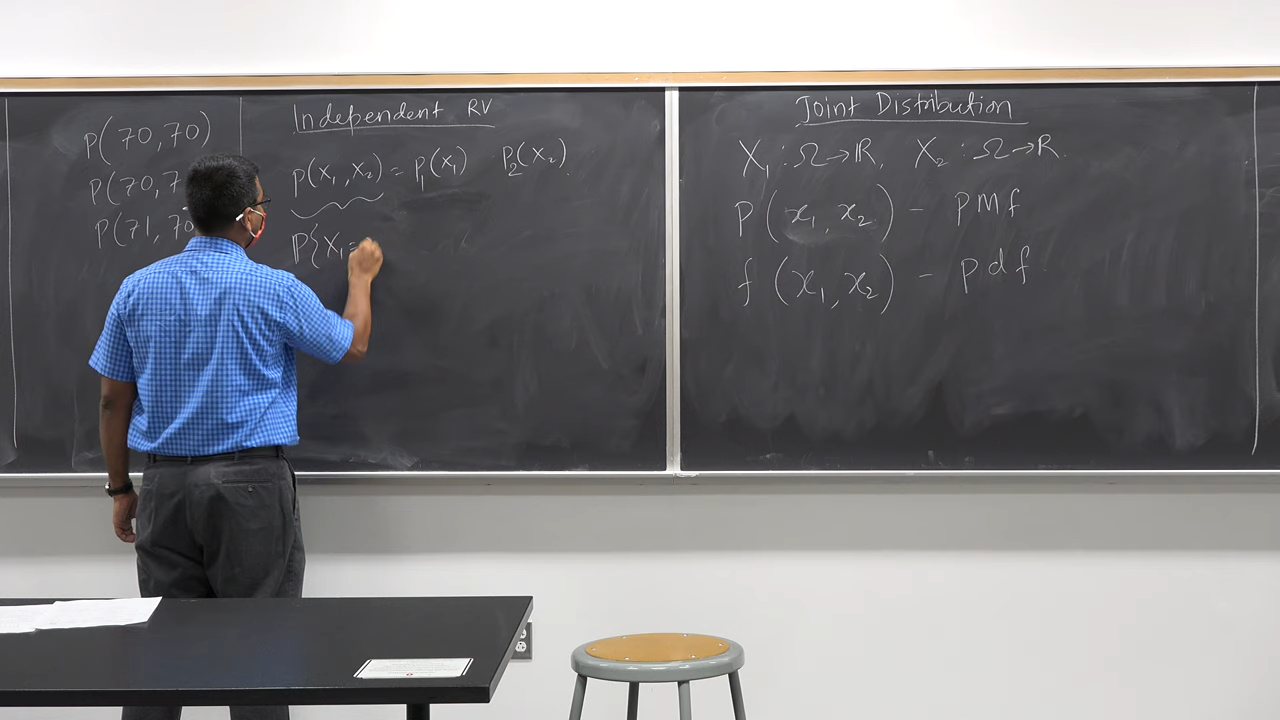 P(70,70)
P(70,7
P(71,70
Independent RV
p(x₁,x₂) = p₁(x₁) p₂(x₂).
ℙ{X₁=
Joint Distribution
X₁ : Ω→ℝ, X₂ : Ω→ℝ.
p(x₁, x₂) – pmf
f(x₁, x₂) – pdf